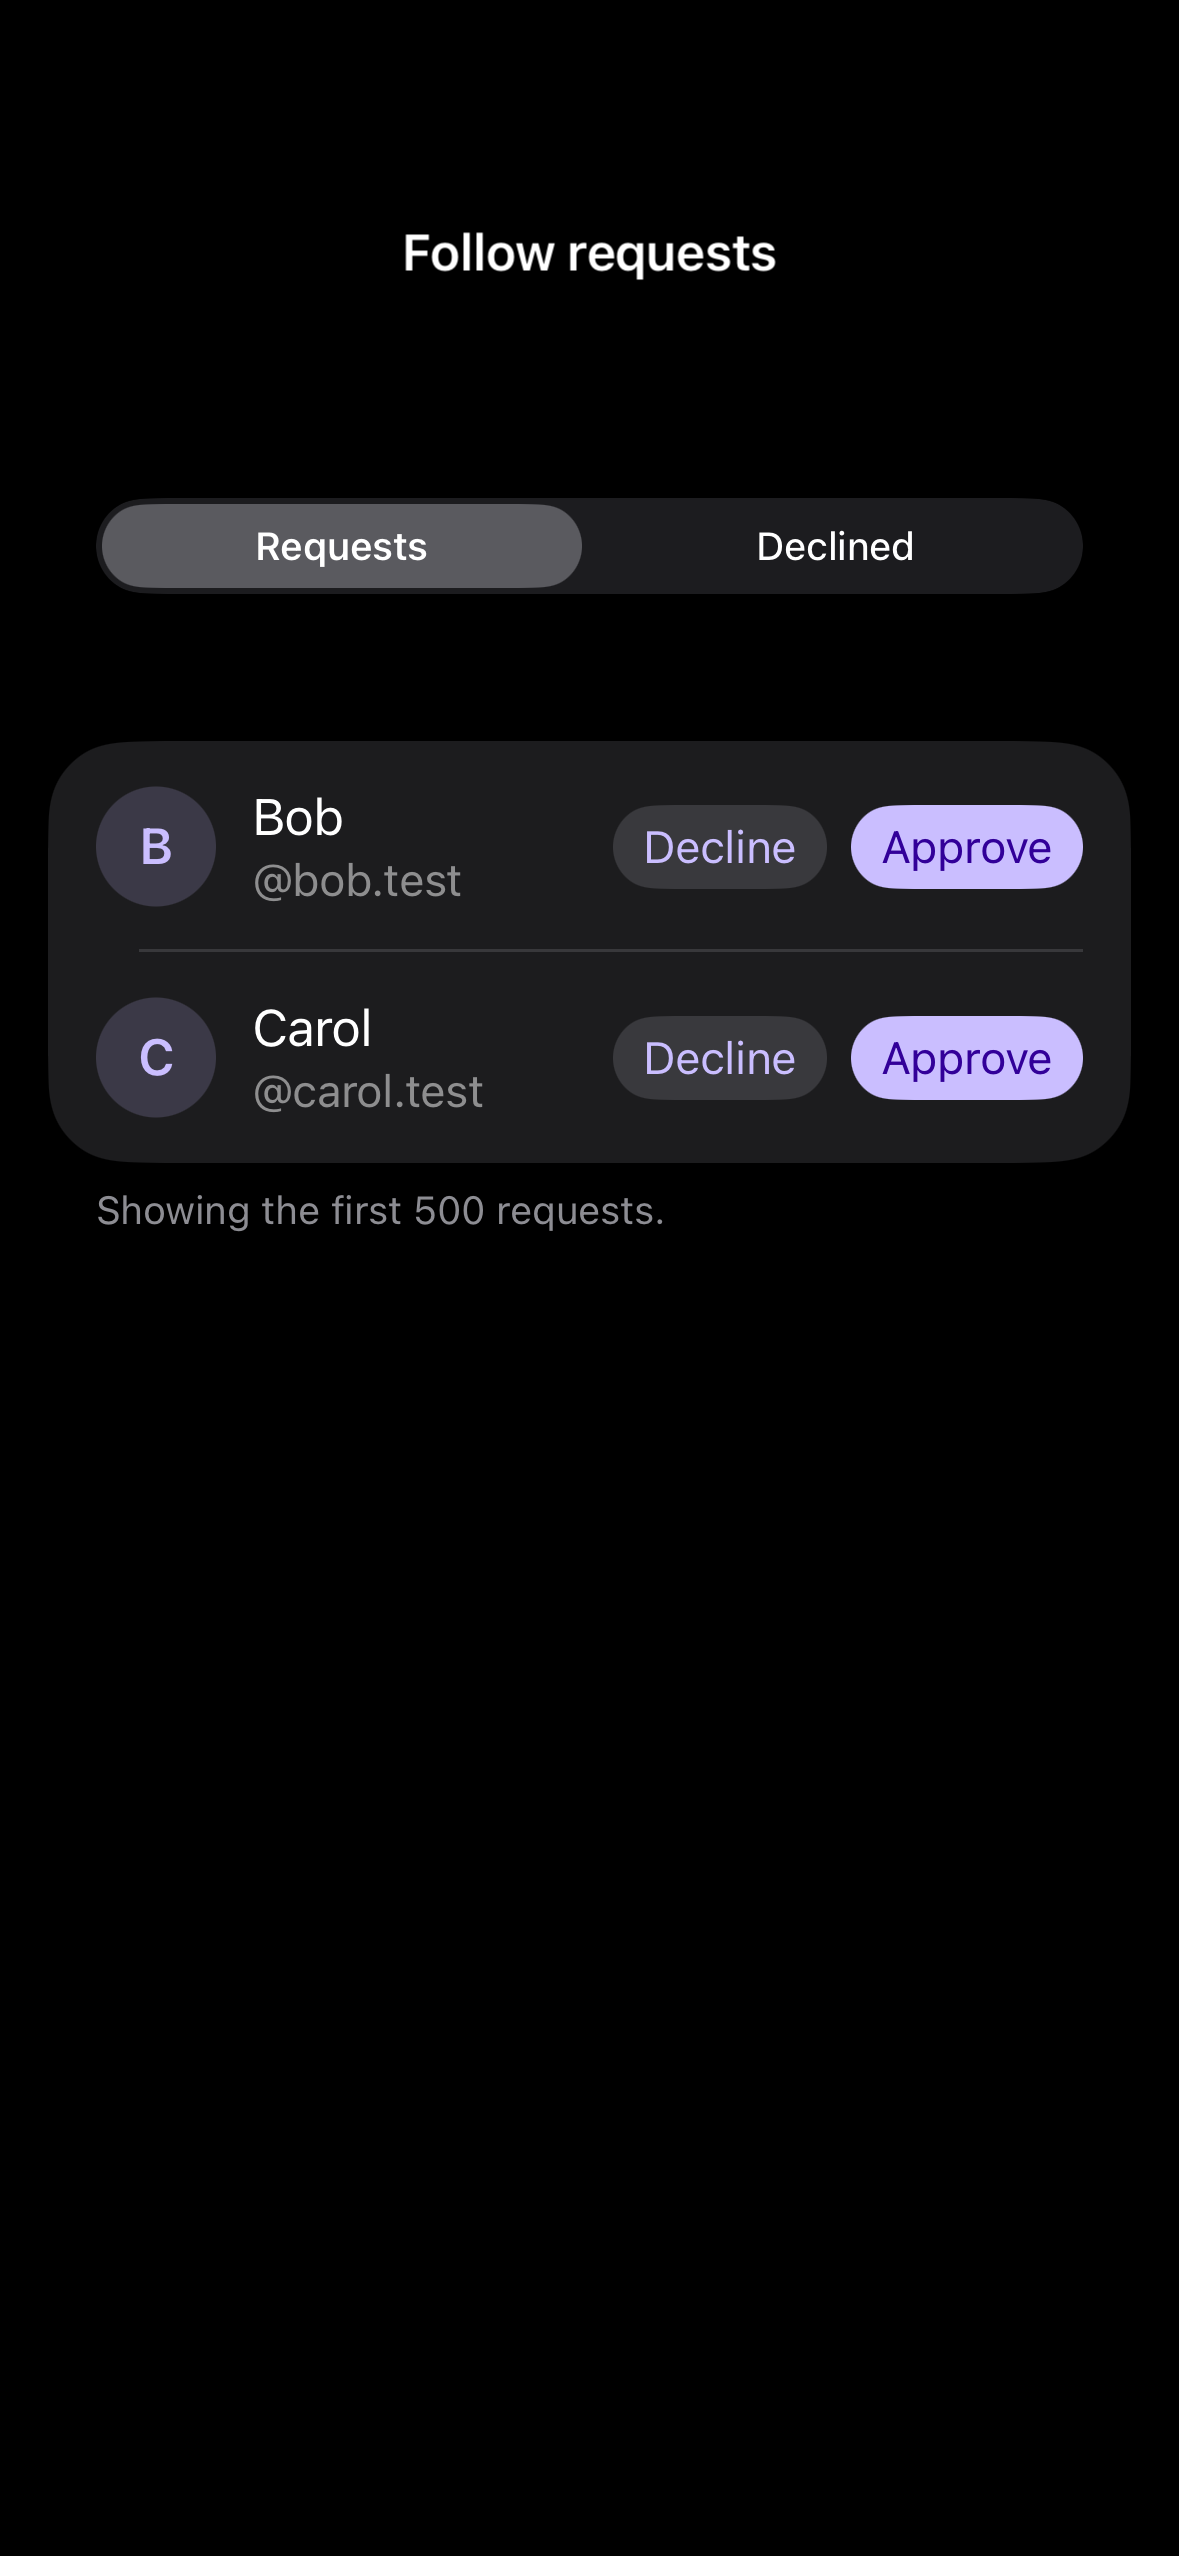 Follow requests
Requests
Declined
B
Bob
@bob.test
Decline
Approve
C
Carol
@carol.test
Decline
Approve
Showing the first 500 requests.